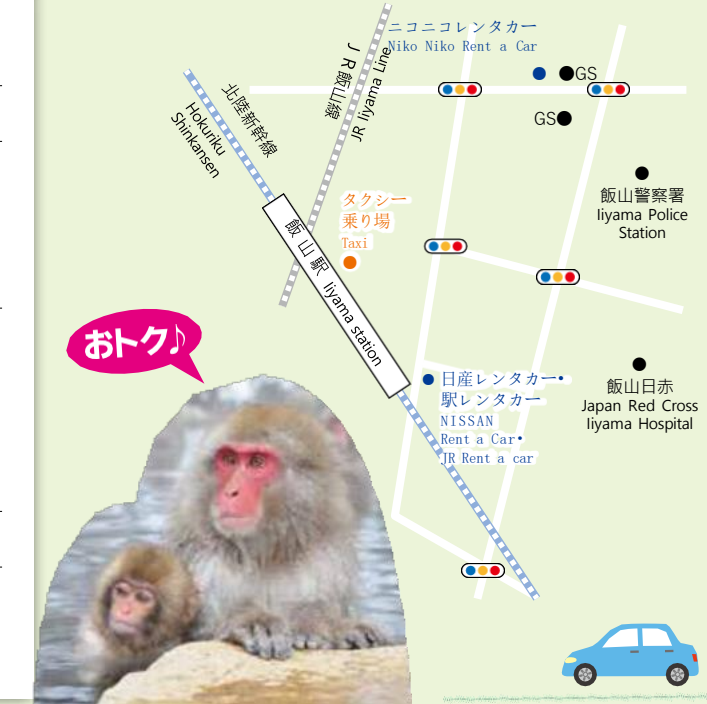 ニコニコレンタカー
Niko Niko Rent a Car
GS
GS
JR飯山線
JR Iiyama Line
北陸新幹線
Hokuriku
Shinkansen
タクシー
乗り場
Taxi
飯山駅 Iiyama station
飯山警察署
Iiyama Police
Station
おトク♪
日産レンタカー・
駅レンタカー
NISSAN
Rent a Car・
JR Rent a car
飯山日赤
Japan Red Cross
Iiyama Hospital